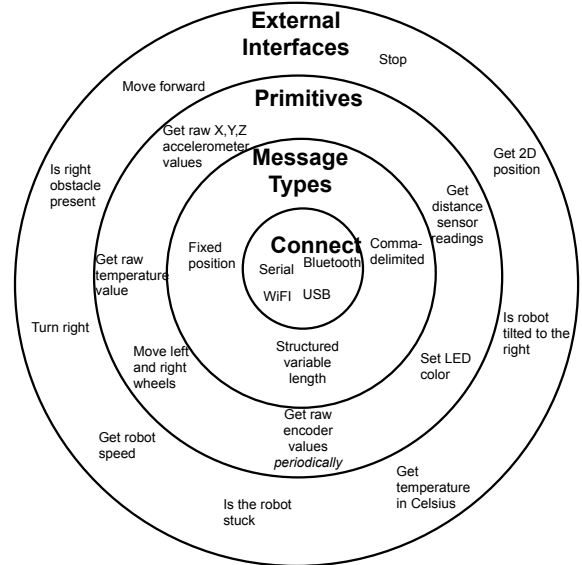 External
Interfaces
Stop
Move forward
Primitives
Get raw X,Y,Z
accelerometer
values
Message
Types
Get 2D
position
Is right
obstacle
present
Get
distance
sensor
readings
Fixed
position
Connect
Comma-
delimited
Serial
Bluetooth
WiFI
USB
Get raw
temperature
value
Turn right
Is robot
tilted to the
right
Move left
and right
wheels
Structured
variable
length
Set LED
color
Get raw
encoder
values
periodically
Get robot
speed
Get
temperature
in Celsius
Is the robot
stuck